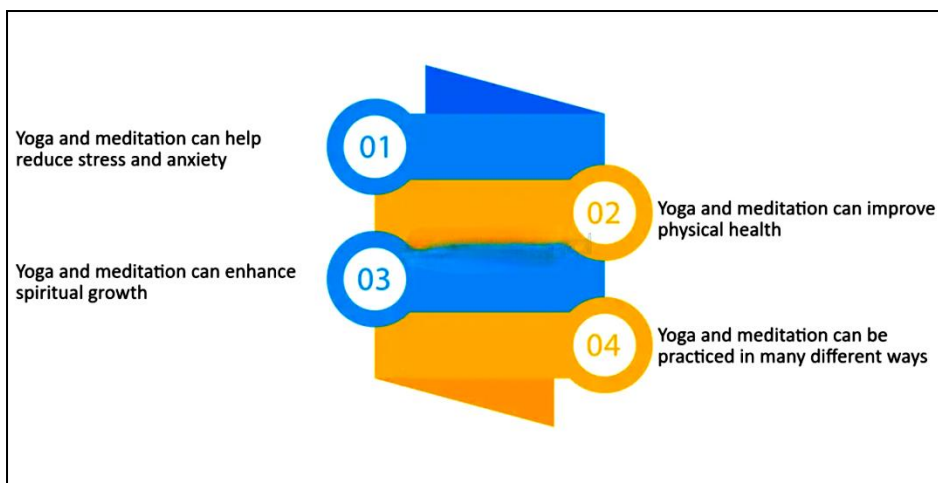 01
Yoga and meditation can help
reduce stress and anxiety
02
Yoga and meditation can improve
physical health
03
Yoga and meditation can enhance
spiritual growth
04
Yoga and meditation can be
practiced in many different ways